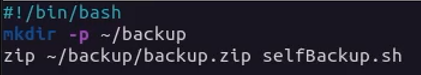 #!/bin/bash
mkdir -p ~/backup
zip ~/backup/backup.zip selfBackup.sh